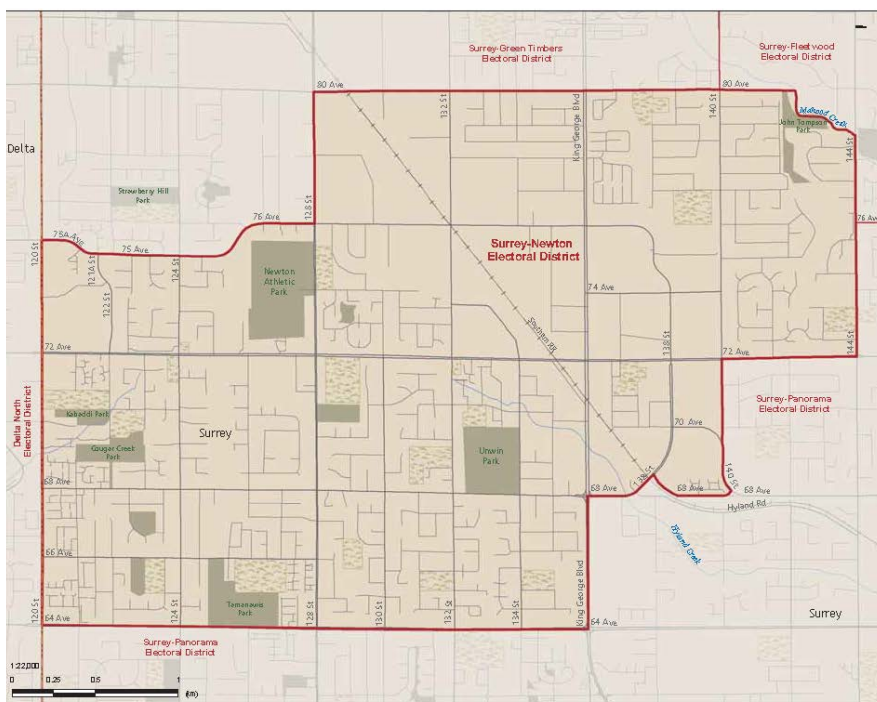 Surrey-Green Timbers
Electoral District
Surrey-Fleetwood
Electoral District
80 Ave
80 Ave
132 St
King George Blvd
140 St
John Tompson
Park
144 St
Delta
Strawberry Hill
Park
76 Ave
128 St
76 Ave
75A Ave
75 Ave
120 St
121A St
122 St
124 St
Newton
Athletic
Park
Surrey-Newton
Electoral District
74 Ave
Southern RR
138 St
144 St
72 Ave
72 Ave
Delta North
Electoral District
Kabaddi Park
Surrey
Cougar Creek
Park
Unwin
Park
70 Ave
Surrey-Panorama
Electoral District
68 Ave
68 Ave
138 St
68 Ave
140 St
68 Ave
Hyland Rd
Hyland Creek
66 Ave
120 St
64 Ave
124 St
Tamanawis
Park
128 St
130 St
132 St
134 St
King George Blvd
64 Ave
Surrey
Surrey-Panorama
Electoral District
1:22,000
0 0.25 0.5 1
(km)